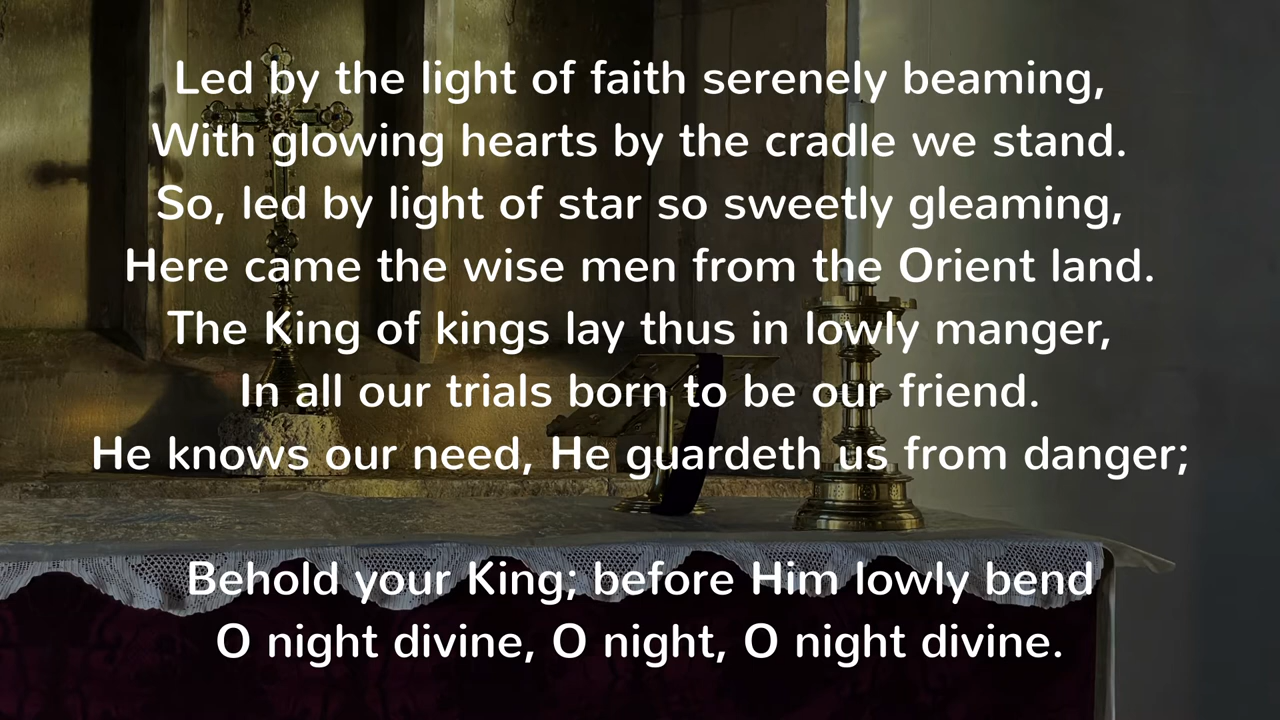 Led by the light of faith serenely beaming,
With glowing hearts by the cradle we stand.
So, led by light of star so sweetly gleaming,
Here came the wise men from the Orient land.
The King of kings lay thus in lowly manger,
In all our trials born to be our friend.
He knows our need, He guardeth us from danger;
Behold your King; before Him lowly bend
O night divine, O night, O night divine.